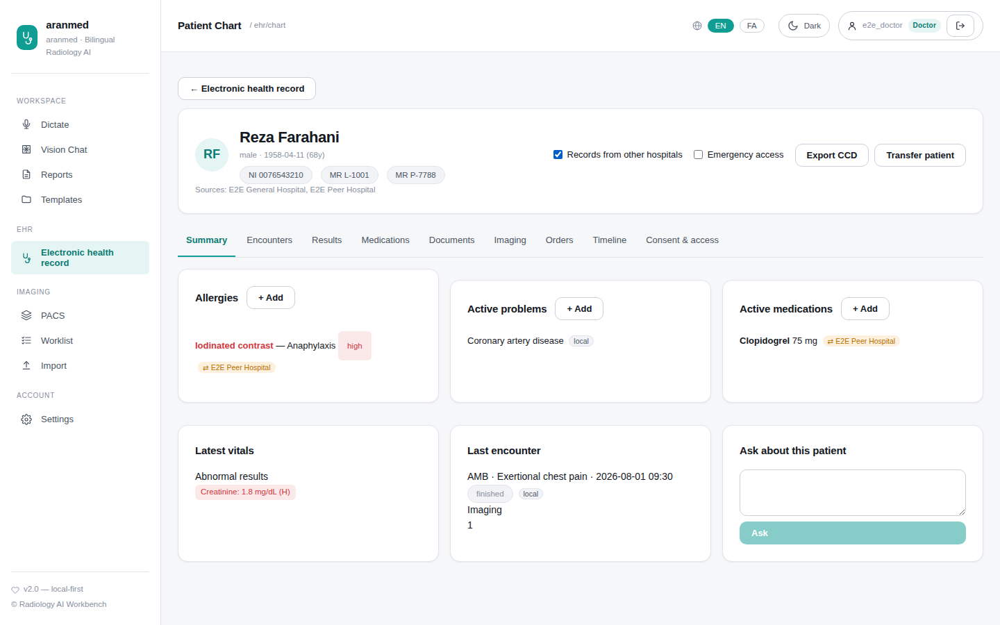 aranmed
aranmed · Bilingual
Radiology AI
WORKSPACE
Dictate
Vision Chat
Reports
Templates
EHR
Electronic health
record
IMAGING
PACS
Worklist
Import
ACCOUNT
Settings
v2.0 — local-first
© Radiology AI Workbench
Patient Chart / ehr/chart
EN FA Dark e2e_doctor Doctor
← Electronic health record
RF
Reza Farahani
male · 1958-04-11 (68y)
NI 0076543210 MR L-1001 MR P-7788
Sources: E2E General Hospital, E2E Peer Hospital
Records from other hospitals Emergency access Export CCD Transfer patient
Summary Encounters Results Medications Documents Imaging Orders Timeline Consent & access
Allergies + Add
Iodinated contrast — Anaphylaxis high
⇄ E2E Peer Hospital
Active problems + Add
Coronary artery disease local
Active medications + Add
Clopidogrel 75 mg ⇄ E2E Peer Hospital
Latest vitals
Abnormal results
Creatinine: 1.8 mg/dL (H)
Last encounter
AMB · Exertional chest pain · 2026-08-01 09:30
finished local
Imaging
1
Ask about this patient
Ask